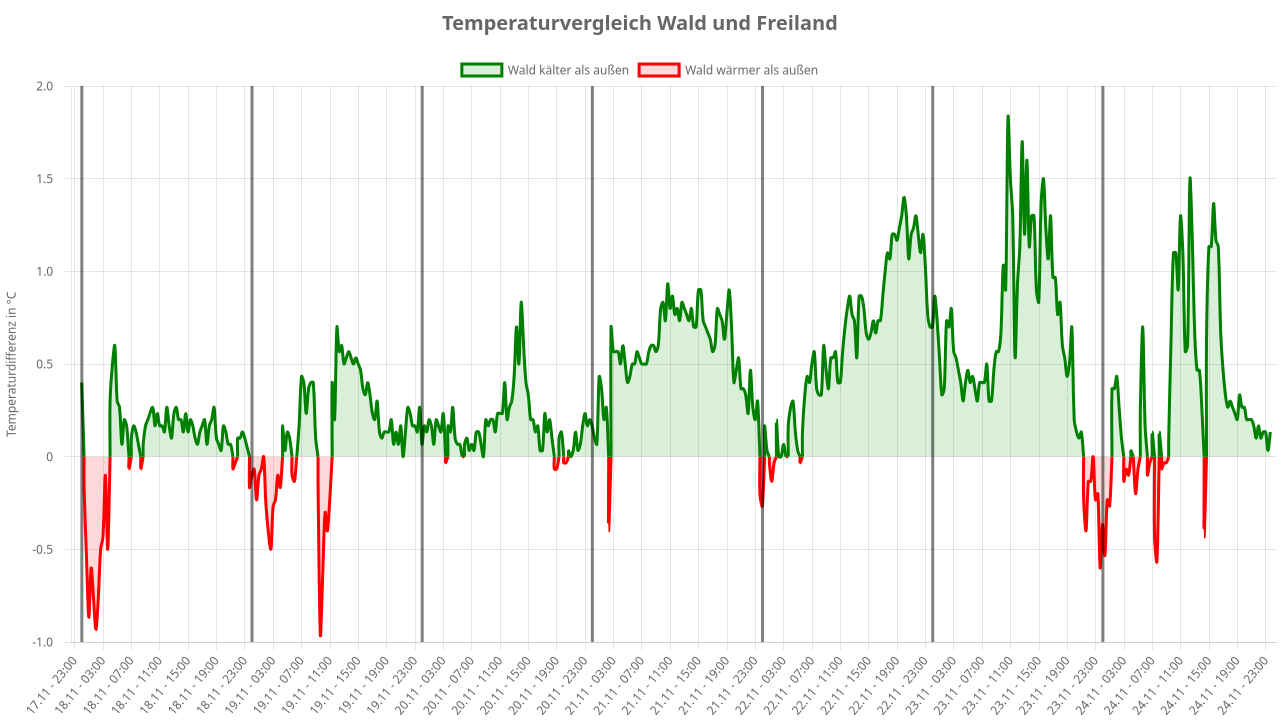 Temperaturvergleich Wald und Freiland
Wald kälter als außen
Wald wärmer als außen
Temperaturdifferenz in °C
2.0
1.5
1.0
0.5
0
-0.5
-1.0
17.11 - 23:00
18.11 - 03:00
18.11 - 07:00
18.11 - 11:00
18.11 - 15:00
18.11 - 19:00
18.11 - 23:00
19.11 - 03:00
19.11 - 07:00
19.11 - 11:00
19.11 - 15:00
19.11 - 19:00
19.11 - 23:00
20.11 - 03:00
20.11 - 07:00
20.11 - 11:00
20.11 - 15:00
20.11 - 19:00
20.11 - 23:00
21.11 - 03:00
21.11 - 07:00
21.11 - 11:00
21.11 - 15:00
21.11 - 19:00
21.11 - 23:00
22.11 - 03:00
22.11 - 07:00
22.11 - 11:00
22.11 - 15:00
22.11 - 19:00
22.11 - 23:00
23.11 - 03:00
23.11 - 07:00
23.11 - 11:00
23.11 - 15:00
23.11 - 19:00
23.11 - 23:00
24.11 - 03:00
24.11 - 07:00
24.11 - 11:00
24.11 - 15:00
24.11 - 19:00
24.11 - 23:00